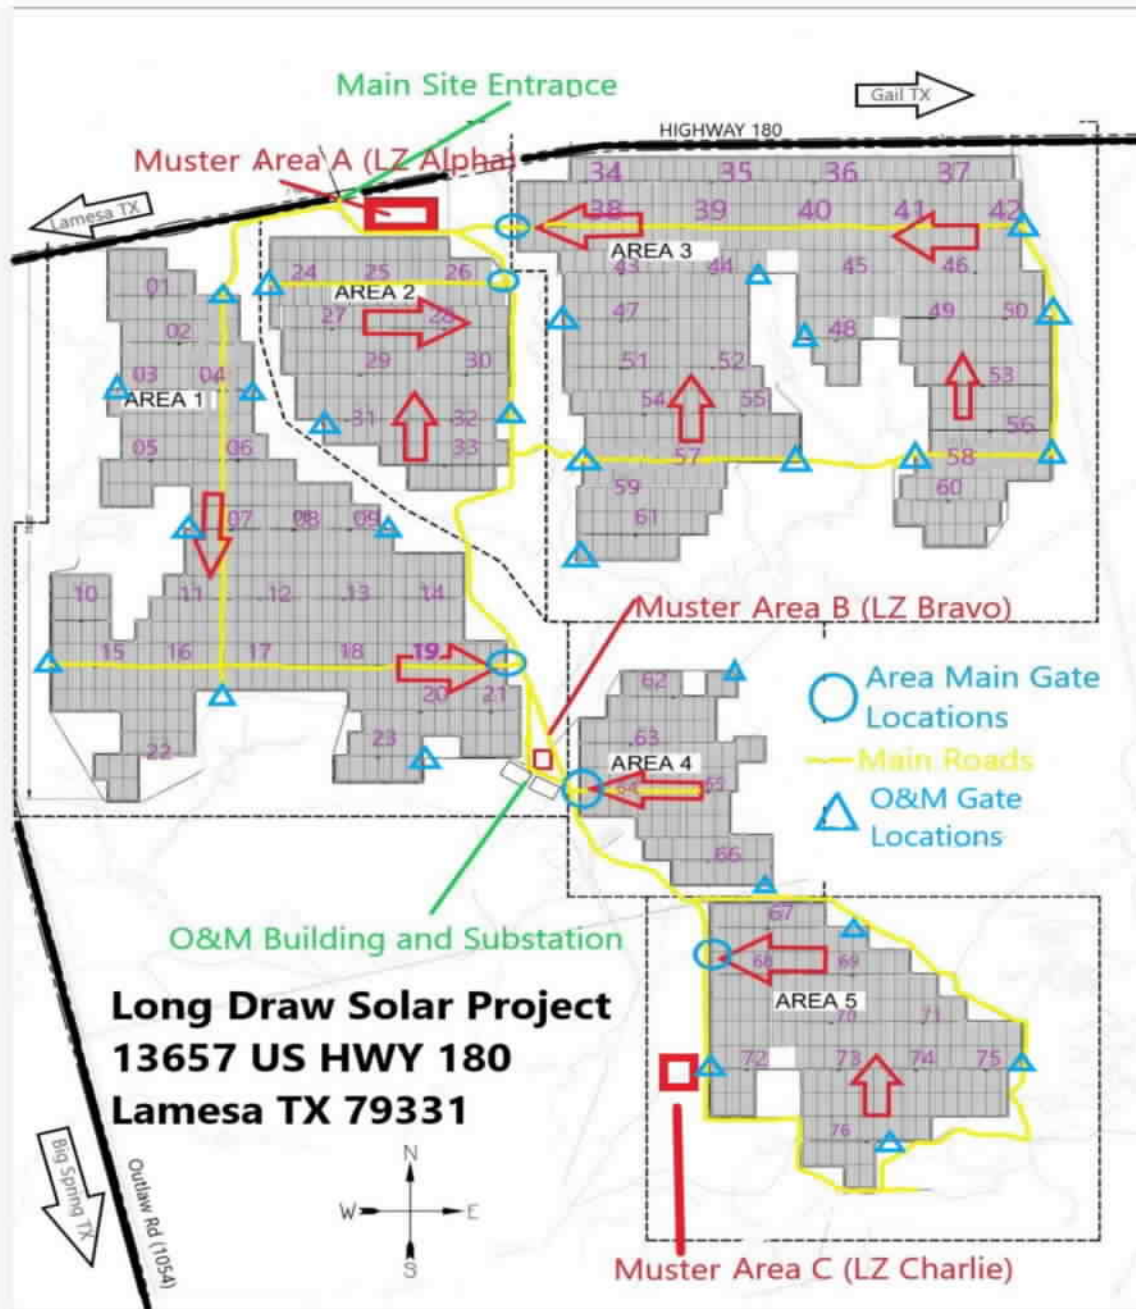 Main Site Entrance
Gail TX
HIGHWAY 180
Muster Area A (LZ Alpha)
Lamesa TX
34 35 36 37
38 39 40 41 42
AREA 3
43 44 45 46
24 25 26
AREA 2
01
27 28
47 48 49 50
02
29 30
51 52 53
03 04
AREA 1
54 55
31 32
56
05 06
33
57 58
59 60
07 08 09
61
10 11 12 13 14
Muster Area B (LZ Bravo)
15 16 17 18 19
20 21
62
Area Main Gate
Locations
22 23
63
AREA 4
Main Roads
64 65
O&M Gate
Locations
66
O&M Building and Substation
67
68 69
AREA 5
70 71
72 73 74 75
76
Long Draw Solar Project
13657 US HWY 180
Lamesa TX 79331
N
W E
S
Big Spring TX
Outlaw Rd (1054)
Muster Area C (LZ Charlie)